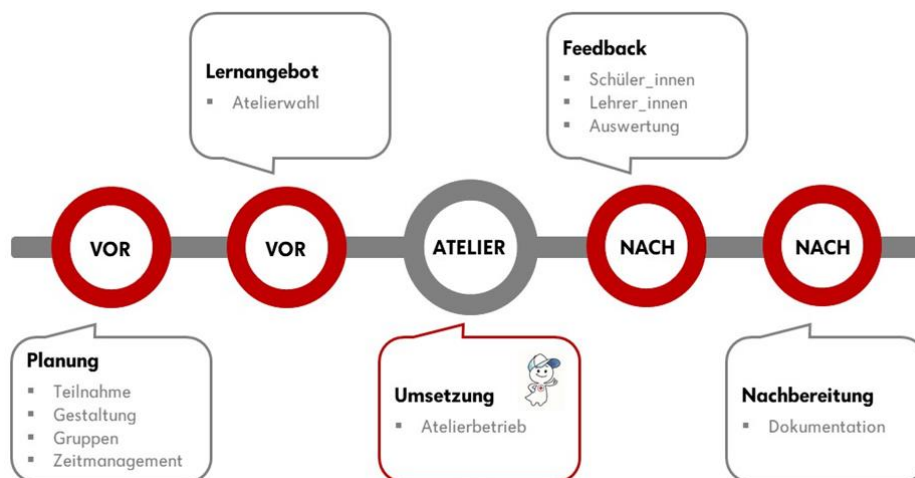 Lernangebot
▪ Atelierwahl
Feedback
▪ Schüler_innen
▪ Lehrer_innen
▪ Auswertung
VOR
VOR
ATELIER
NACH
NACH
Planung
▪ Teilnahme
▪ Gestaltung
▪ Gruppen
▪ Zeitmanagement
Umsetzung
▪ Atelierbetrieb
Nachbereitung
▪ Dokumentation